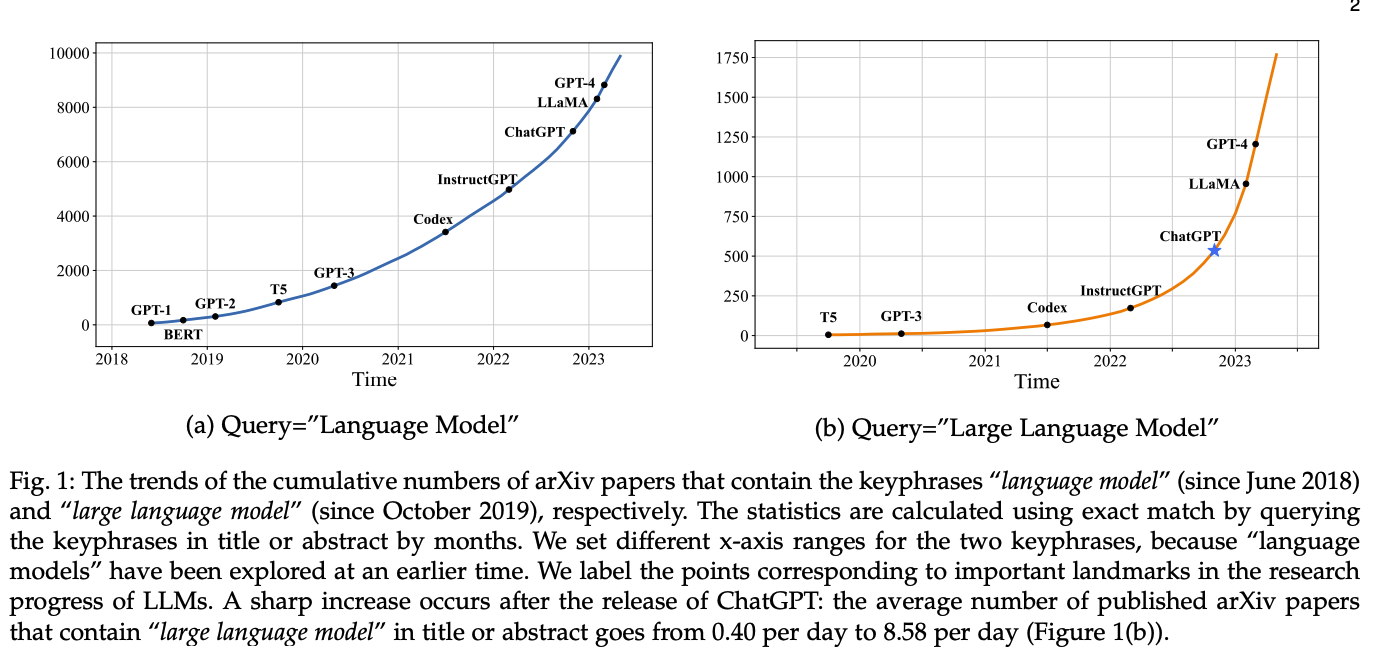 2
10000
8000
6000
4000
2000
0
GPT-4
LLaMA
ChatGPT
InstructGPT
Codex
GPT-3
T5
GPT-2
GPT-1
BERT
2018 2019 2020 2021 2022 2023
Time
(a) Query=”Language Model”
1750
1500
1250
1000
750
500
250
0
GPT-4
LLaMA
ChatGPT
InstructGPT
Codex
GPT-3
T5
2020 2021 2022 2023
Time
(b) Query=”Large Language Model”
Fig. 1: The trends of the cumulative numbers of arXiv papers that contain the keyphrases “language model” (since June 2018)
and “large language model” (since October 2019), respectively. The statistics are calculated using exact match by querying
the keyphrases in title or abstract by months. We set different x-axis ranges for the two keyphrases, because “language
models” have been explored at an earlier time. We label the points corresponding to important landmarks in the research
progress of LLMs. A sharp increase occurs after the release of ChatGPT: the average number of published arXiv papers
that contain “large language model” in title or abstract goes from 0.40 per day to 8.58 per day (Figure 1(b)).